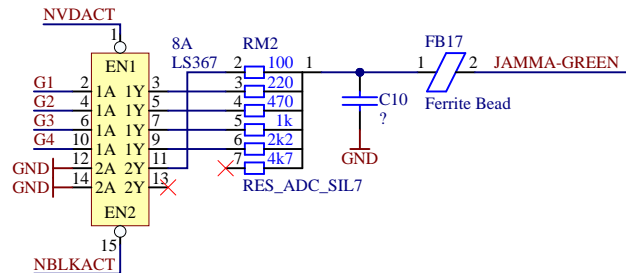 NVDACT
1
8A
LS367
RM2
FB17
EN1
2 100 1
1 2 JAMMA-GREEN
G1 2 1A 1Y 3 3 220
G2 4 1A 1Y 5 4 470
C10
G3 6 1A 1Y 7 5 1k
?
Ferrite Bead
G4 10 1A 1Y 9 6 2k2
GND
GND 12 2A 2Y 11 7 4k7
GND 14 2A 2Y 13
RES_ADC_SIL7
EN2
15
NBLKACT